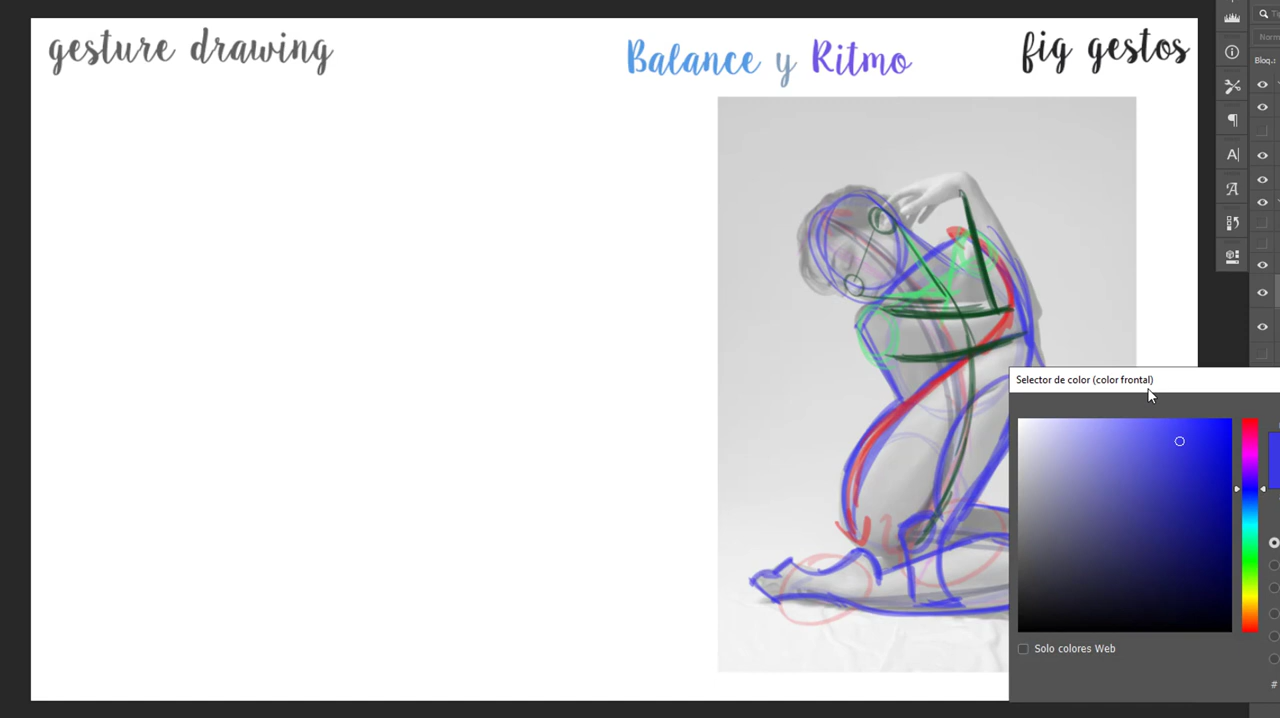 gesture drawing
Balance y Ritmo
fig gestos
Norm
Bloq.:
Selector de color (color frontal)
Solo colores Web
#